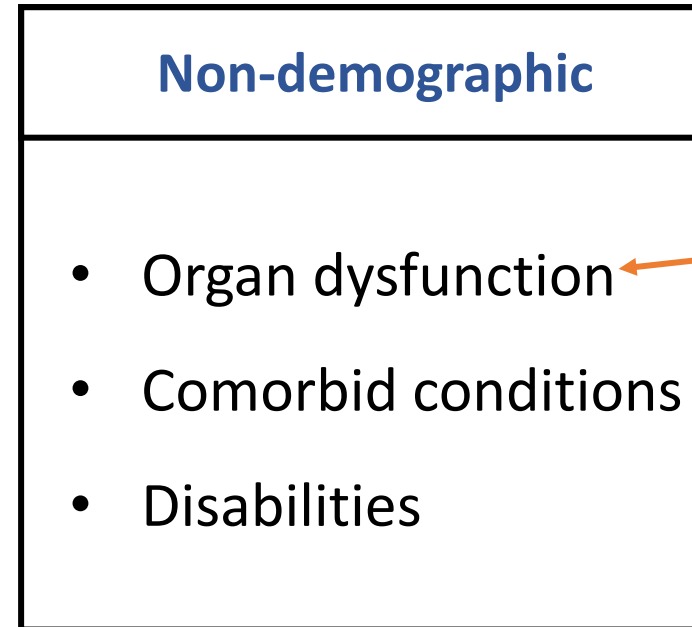 Non-demographic
• Organ dysfunction
• Comorbid conditions
• Disabilities